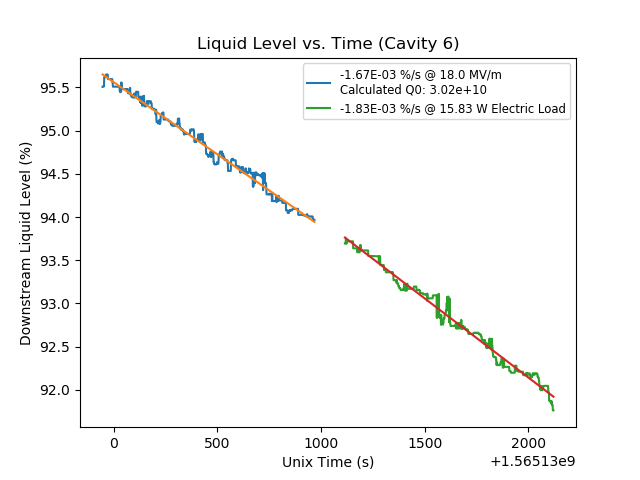 Liquid Level vs. Time (Cavity 6)
-1.67E-03 %/s @ 18.0 MV/m
Calculated Q0: 3.02e+10
-1.83E-03 %/s @ 15.83 W Electric Load
Downstream Liquid Level (%)
95.5
95.0
94.5
94.0
93.5
93.0
92.5
92.0
0 500 1000 1500 2000
Unix Time (s)
+1.56513e9